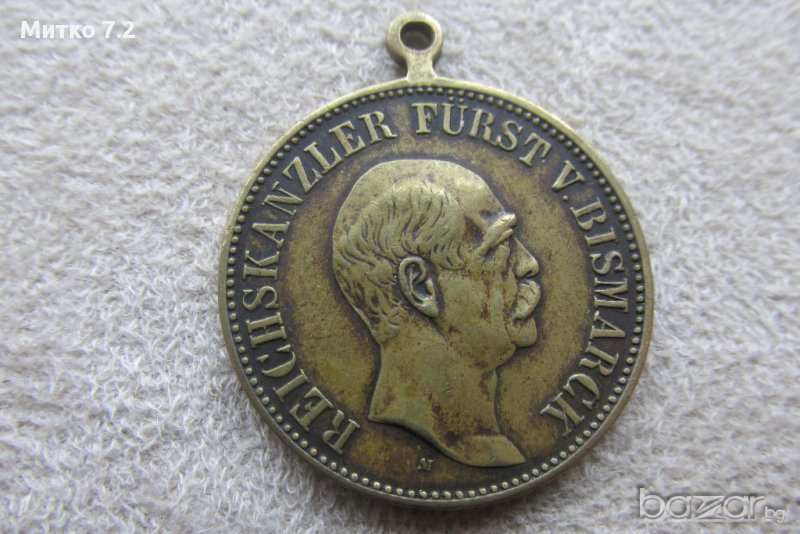 Митко 7.2
REICHSKANZLER FÜRST V. BISMARCK
M
bazar.bg